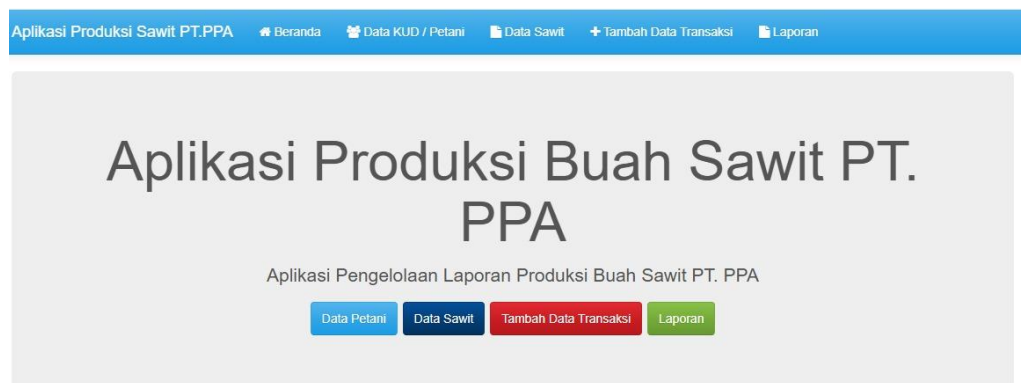 Aplikasi Produksi Sawit PT.PPA Beranda Data KUD / Petani Data Sawit Tambah Data Transaksi Laporan
Aplikasi Produksi Buah Sawit PT.
PPA
Aplikasi Pengelolaan Laporan Produksi Buah Sawit PT. PPA
Data Petani Data Sawit Tambah Data Transaksi Laporan